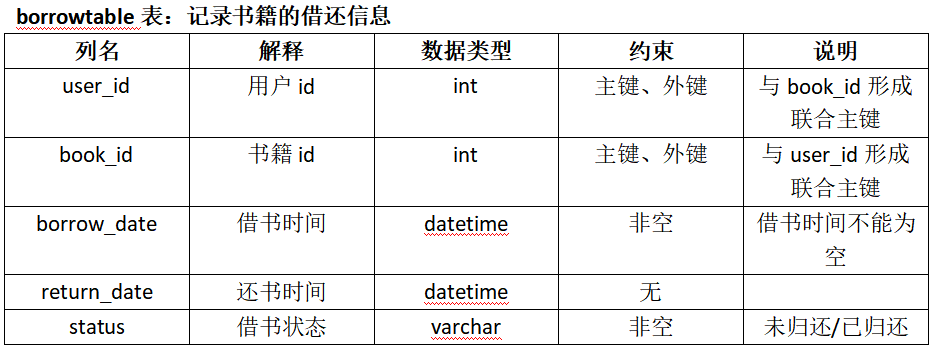 borrowtable 表：记录书籍的借还信息
列名 解释 数据类型 约束 说明
user_id 用户 id int 主键、外键 与 book_id 形成
联合主键
book_id 书籍 id int 主键、外键 与 user_id 形成
联合主键
borrow_date 借书时间 datetime 非空 借书时间不能为
空
return_date 还书时间 datetime 无
status 借书状态 varchar 非空 未归还/已归还